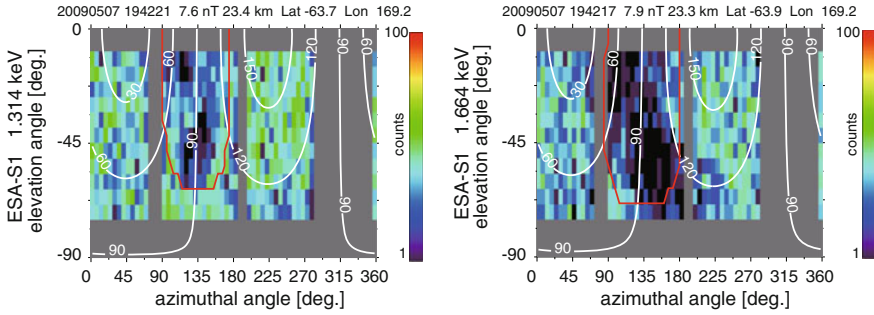 20090507 194221 7.6 nT 23.4 km Lat -63.7 Lon 169.2
ESA-S1 1.314 keV
elevation angle [deg.]
0
-45
-90
30
60
60
90
120
120
150
90
60
90
90
0 45 90 135 180 225 270 315 360
azimuthal angle [deg.]
100
counts
1
20090507 194217 7.9 nT 23.3 km Lat -63.9 Lon 169.2
ESA-S1 1.664 keV
elevation angle [deg.]
0
-45
-90
30
60
60
90
120
120
150
90
60
90
90
0 45 90 135 180 225 270 315 360
azimuthal angle [deg.]
100
counts
1